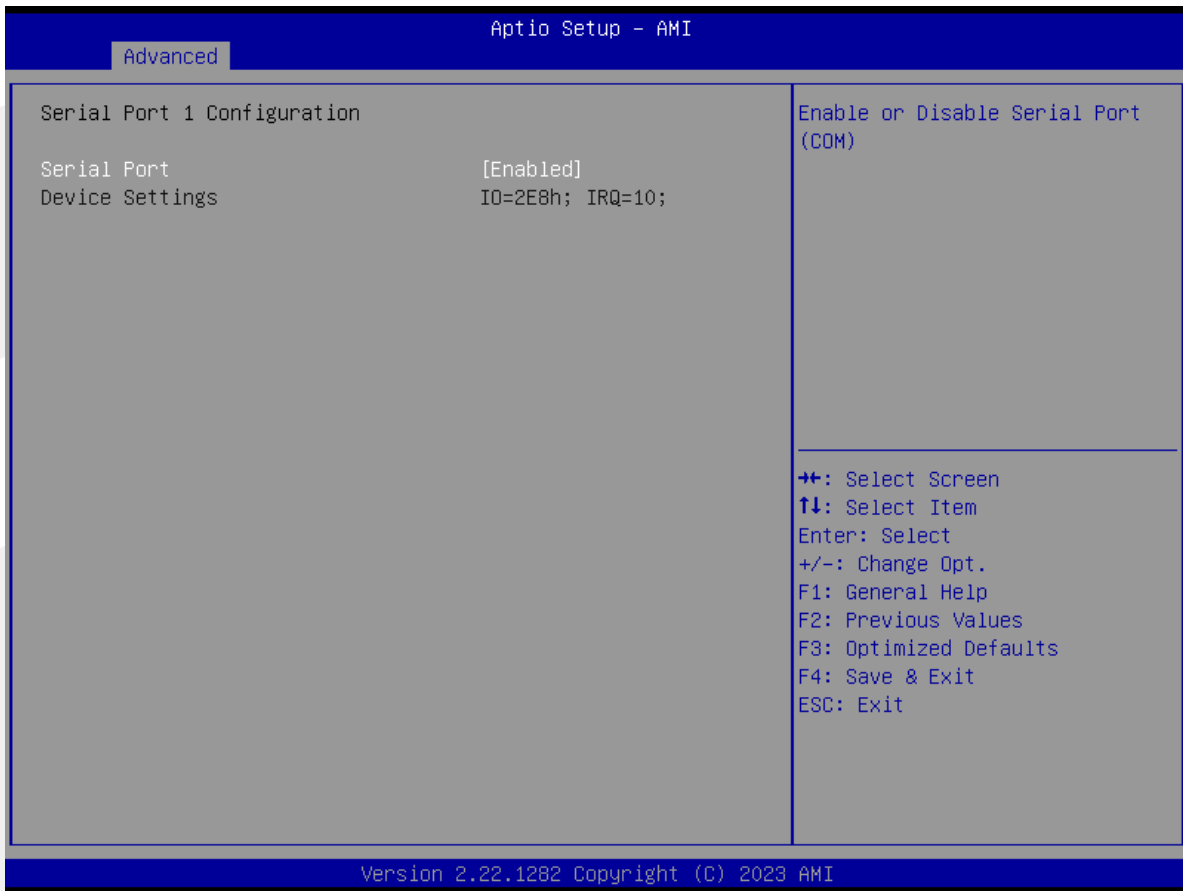 Aptio Setup – AMI
Advanced
Serial Port 1 Configuration
Serial Port [Enabled]
Device Settings IO=2E8h; IRQ=10;
Enable or Disable Serial Port
(COM)
→←: Select Screen
↑↓: Select Item
Enter: Select
+/-: Change Opt.
F1: General Help
F2: Previous Values
F3: Optimized Defaults
F4: Save & Exit
ESC: Exit
Version 2.22.1282 Copyright (C) 2023 AMI